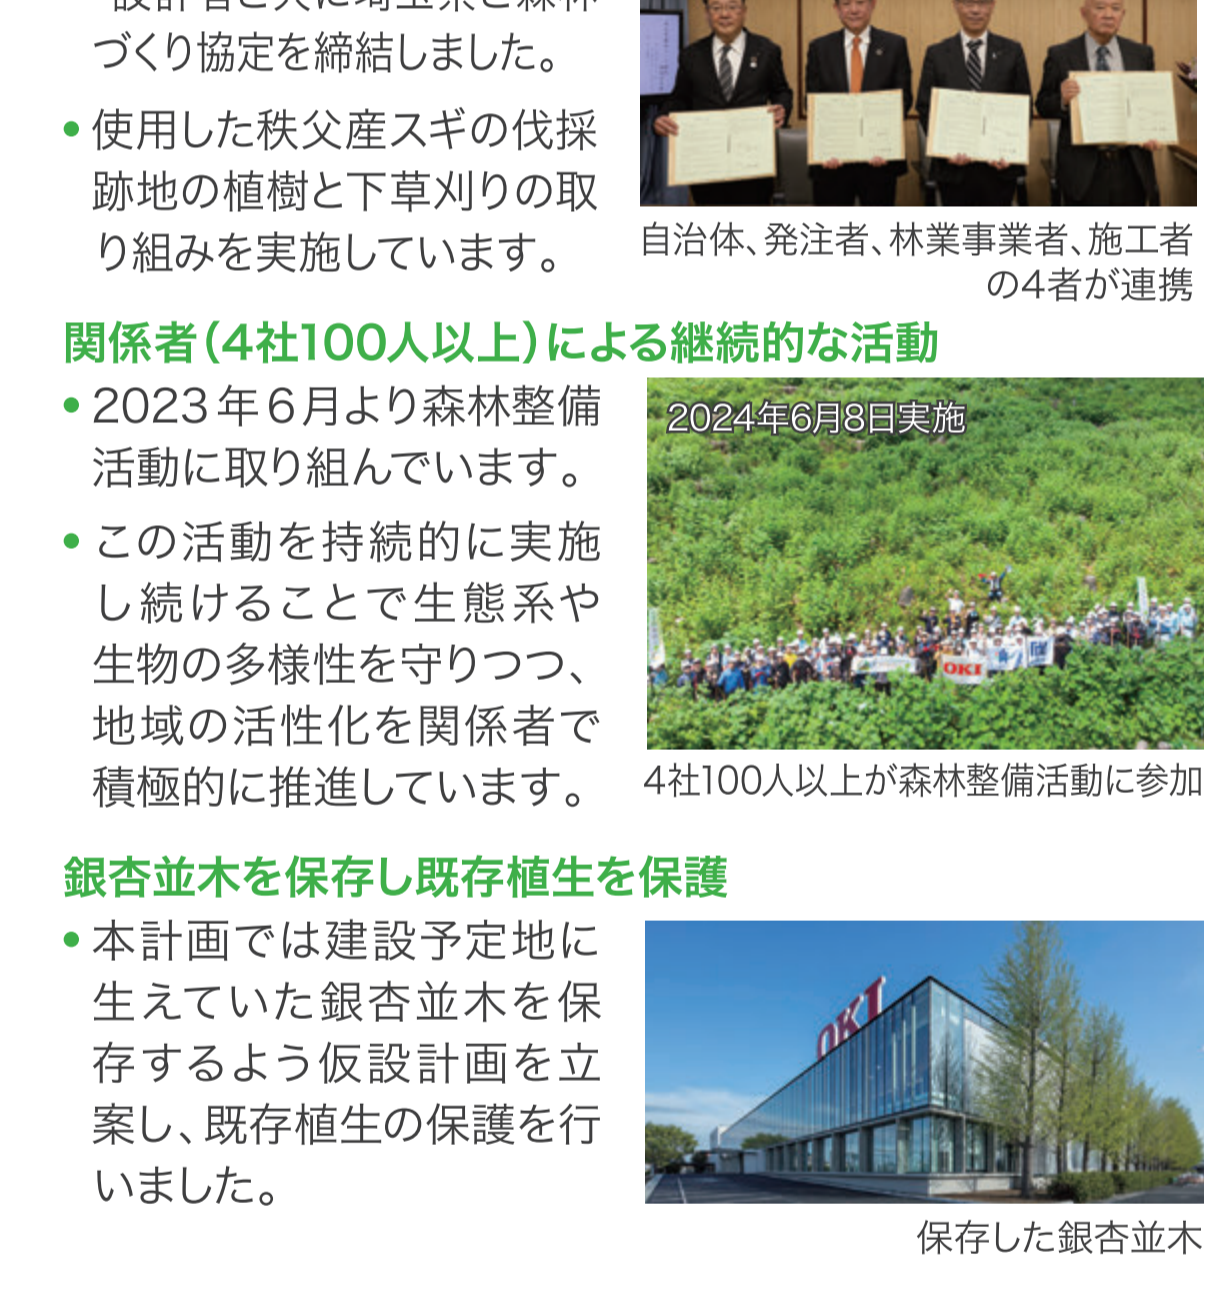 づくり協定を締結しました。
使用した秩父産スギの伐採
跡地の植樹と下草刈りの取
り組みを実施しています。
自治体、発注者、林業事業者、施工者
の4者が連携
関係者（4社100人以上）による継続的な活動
2023年6月より森林整備
活動に取り組んでいます。
この活動を持続的に実施
し続けることで生態系や
生物の多様性を守りつつ、
地域の活性化を関係者で
積極的に推進しています。
2024年6月8日実施
OKI
4社100人以上が森林整備活動に参加
銀杏並木を保存し既存植生を保護
本計画では建設予定地に
生えていた銀杏並木を保
存するよう仮設計画を立
案し、既存植生の保護を行
いました。
OKI
保存した銀杏並木